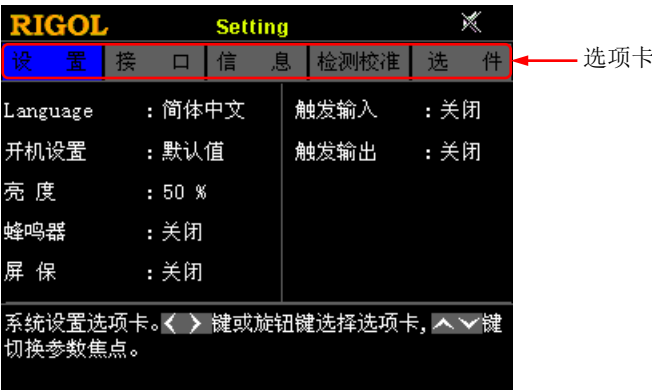 RIGOL Setting
设 置 接 口 信 息 检测校准 选 件
选项卡
Language : 简体中文 触发输入 : 关闭
开机设置 : 默认值 触发输出 : 关闭
亮 度 : 50 %
蜂鸣器 : 关闭
屏 保 : 关闭
系统设置选项卡。< > 键或旋钮键选择选项卡, ∧∨键
切换参数焦点。